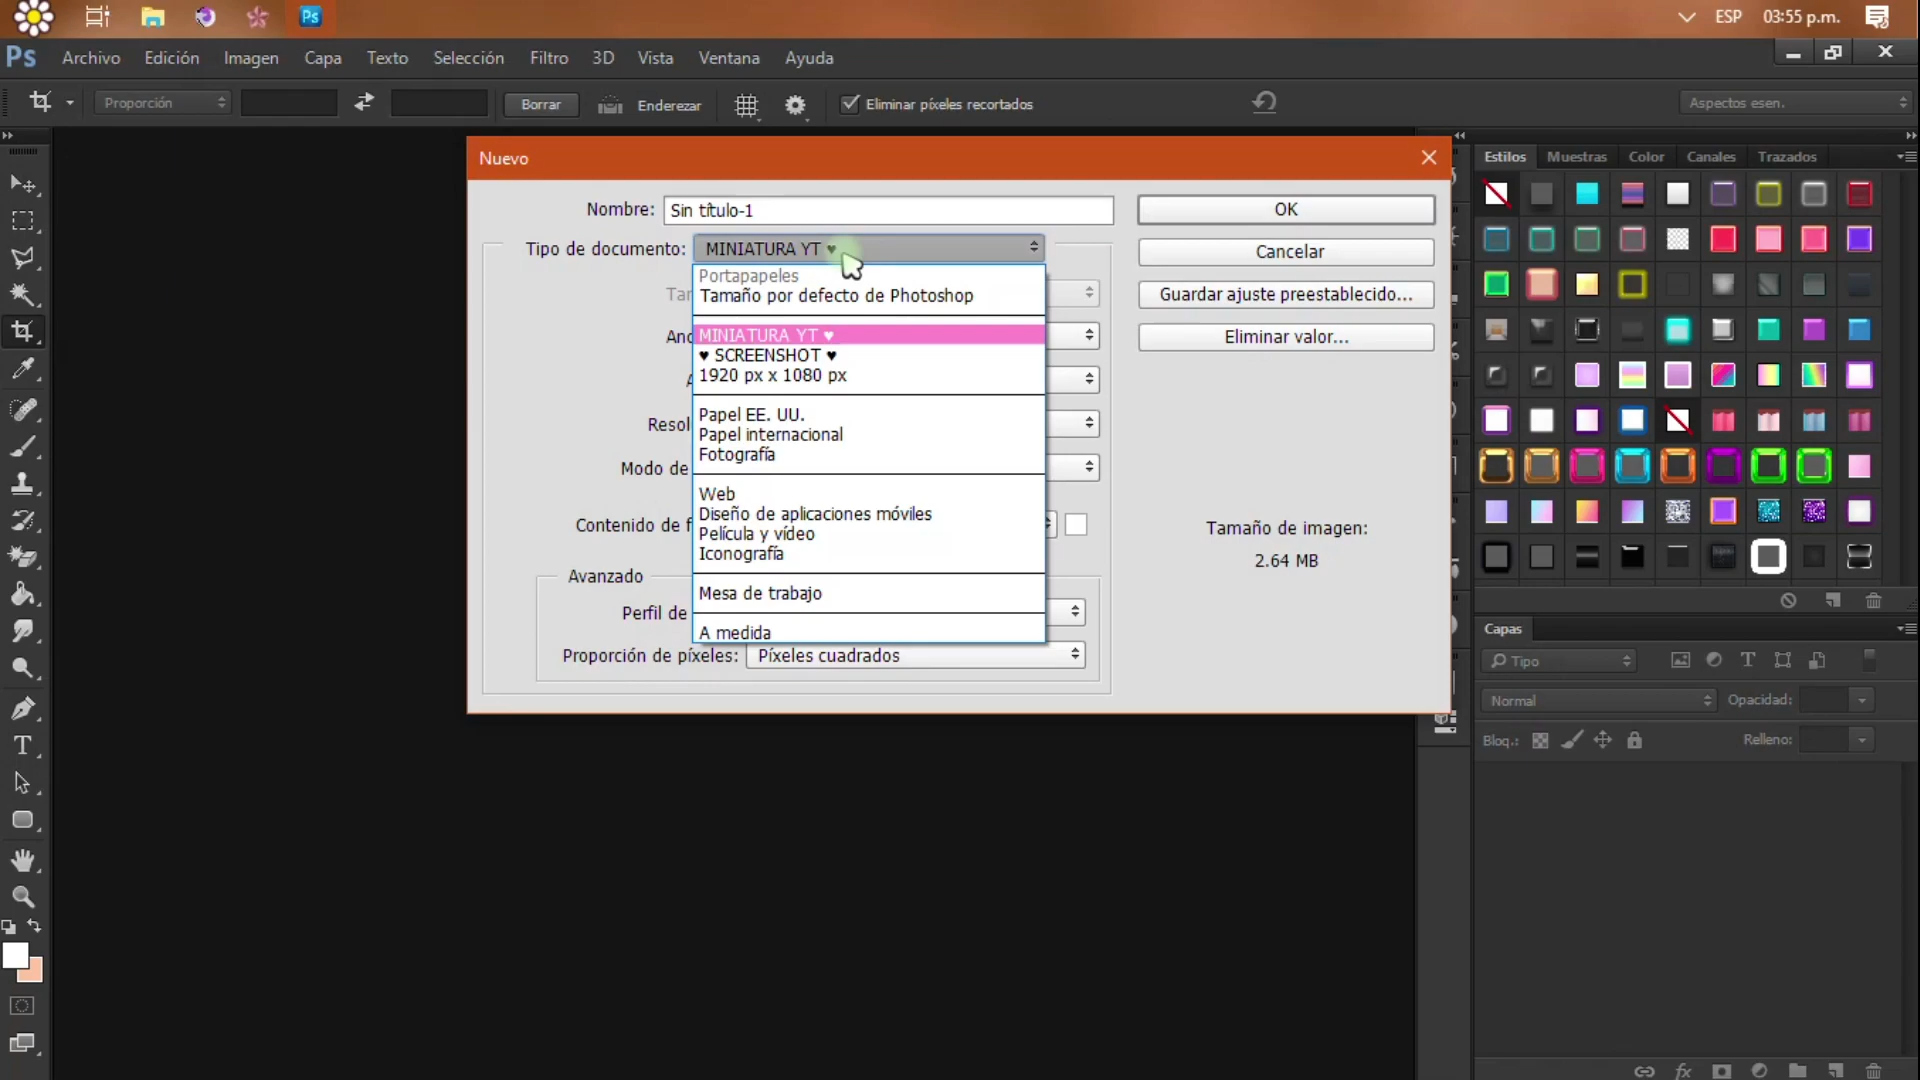 Ps
ESP 03:55 p.m.
Ps Archivo Edición Imagen Capa Texto Selección Filtro 3D Vista Ventana Ayuda
Proporción
Borrar
Enderezar
Eliminar píxeles recortados
Aspectos esen.
Nuevo
Nombre: Sin título-1
OK
Tipo de documento: MINIATURA YT ♥
Cancelar
Portapapeles
Tamaño por defecto de Photoshop
Guardar ajuste preestablecido...
MINIATURA YT ♥
Eliminar valor...
♥ SCREENSHOT ♥
1920 px x 1080 px
Papel EE. UU.
Resol
Papel internacional
Fotografía
Modo de
Web
Diseño de aplicaciones móviles
Contenido de f
Película y vídeo
Iconografía
Tamaño de imagen:
2.64 MB
Avanzado
Mesa de trabajo
Perfil de
A medida
Proporción de píxeles: Píxeles cuadrados
Estilos Muestras Color Canales Trazados
Capas
Tipo
T
Normal
Opacidad:
Bloq.:
Relleno:
fx